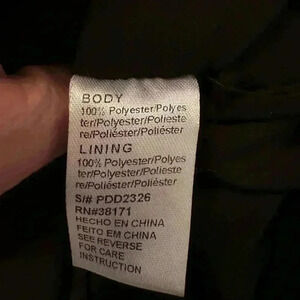 BODY
100% Polyester/Polyes
ter/Polyester/Polieste
re/Poliéster/Poliéster
LINING
100% Polyester/Polyes
ter/Polyester/Polieste
re/Poliéster/Poliéster
S/# PDD2326
RN#38171
HECHO EN CHINA
FEITO EM CHINA
SEE REVERSE
FOR CARE
INSTRUCTION